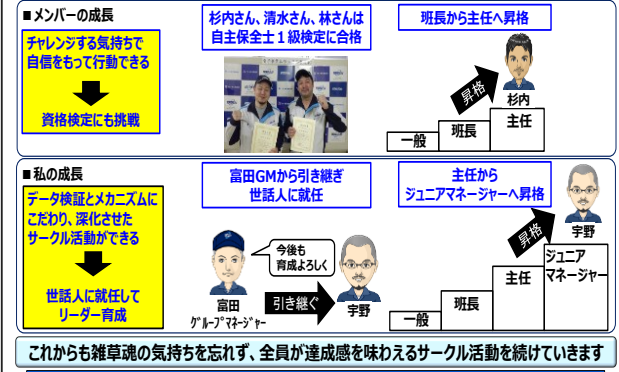 ■メンバーの成長
チャレンジする気持ちで
自信をもって行動できる
資格検定にも挑戦
杉内さん、清水さん、林さんは
自主保全士１級検定に合格
班長から主任へ昇格
杉内
昇格
一般
班長
主任
■私の成長
データ検証とメカニズムに
こだわり、深化させた
サークル活動ができる
世話人に就任して
リーダー育成
富田GMから引き継ぎ
世話人に就任
今後も
育成よろしく
富田
ｸﾞﾙｰﾌﾟﾏﾈｰｼﾞｬｰ
引き継ぐ
宇野
主任から
ジュニアマネージャーへ昇格
宇野
昇格
一般
班長
主任
ジュニア
マネージャー
これからも雑草魂の気持ちを忘れず、全員が達成感を味わえるサークル活動を続けていきます